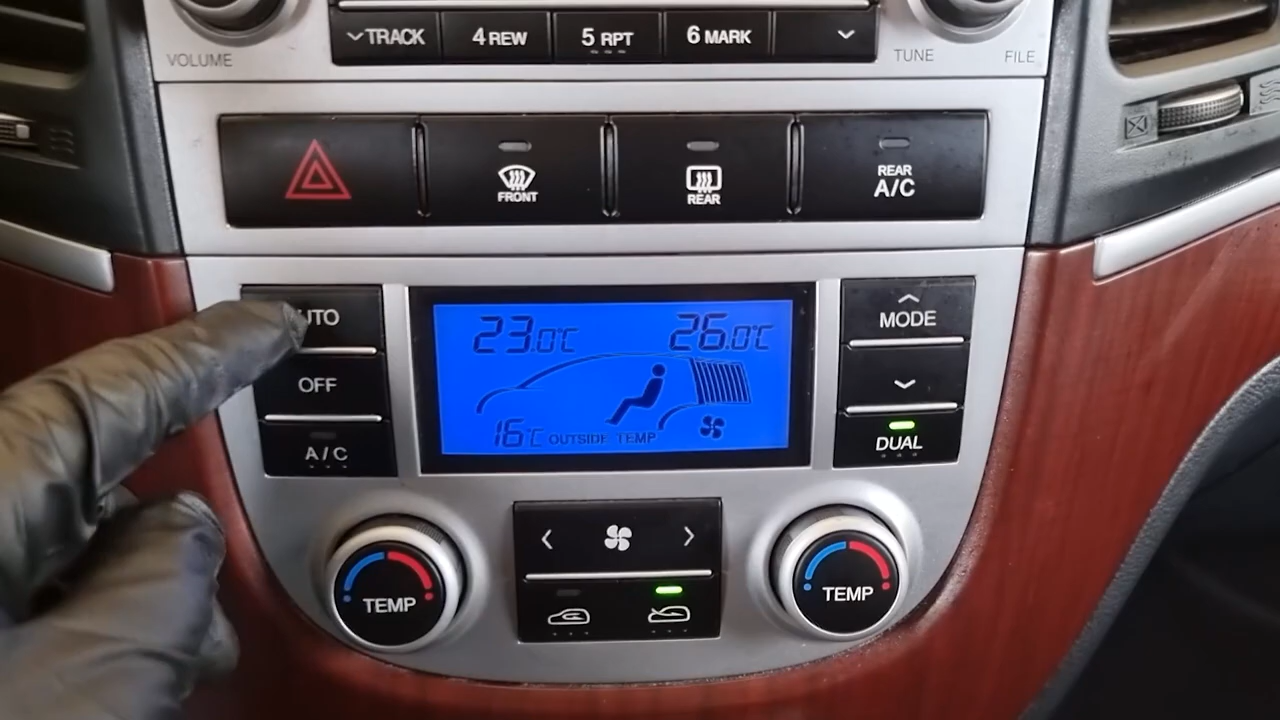 TRACK 4 REW 5 RPT 6 MARK
VOLUME TUNE FILE
FRONT REAR REAR
A/C
AUTO 23.0°C 26.0°C MODE
OFF
A/C 16°C OUTSIDE TEMP DUAL
TEMP TEMP